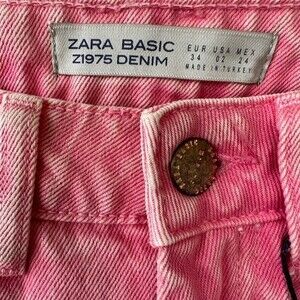 ZARA BASIC
Z1975 DENIM
EUR USA MEX
34 02 24
MADE IN TURKEY